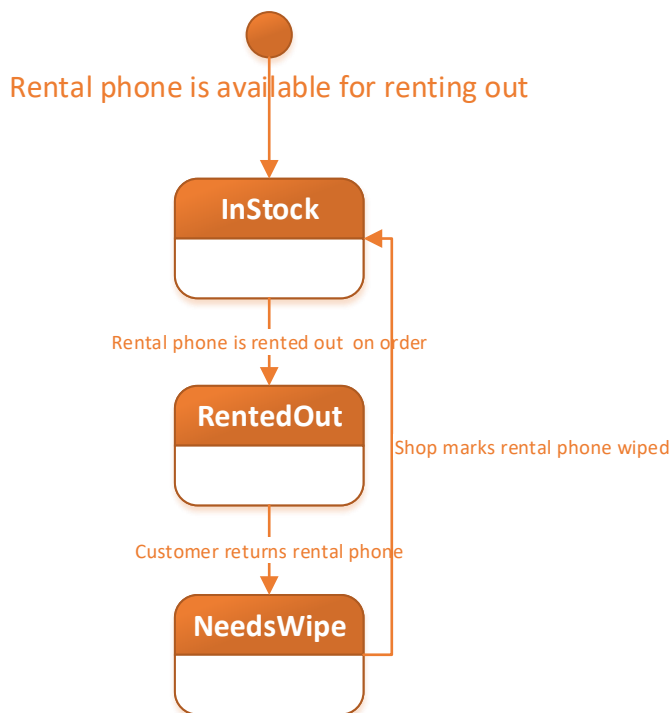 Rental phone is available for renting out
InStock
Rental phone is rented out  on order
RentedOut
Shop marks rental phone wiped
Customer returns rental phone
NeedsWipe